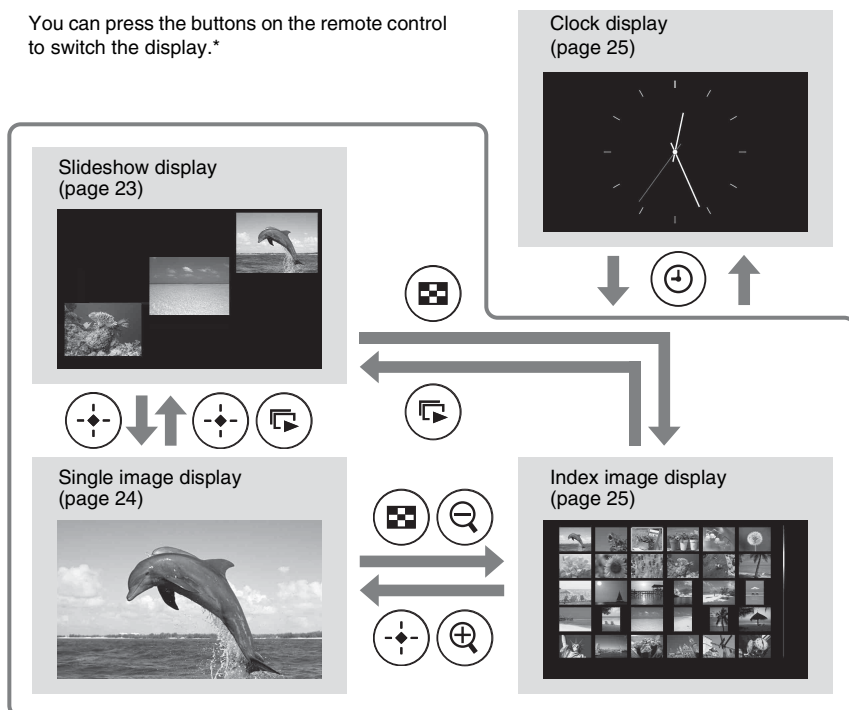 You can press the buttons on the remote control
to switch the display.*
Clock display
(page 25)
Slideshow display
(page 23)
Single image display
(page 24)
Index image display
(page 25)